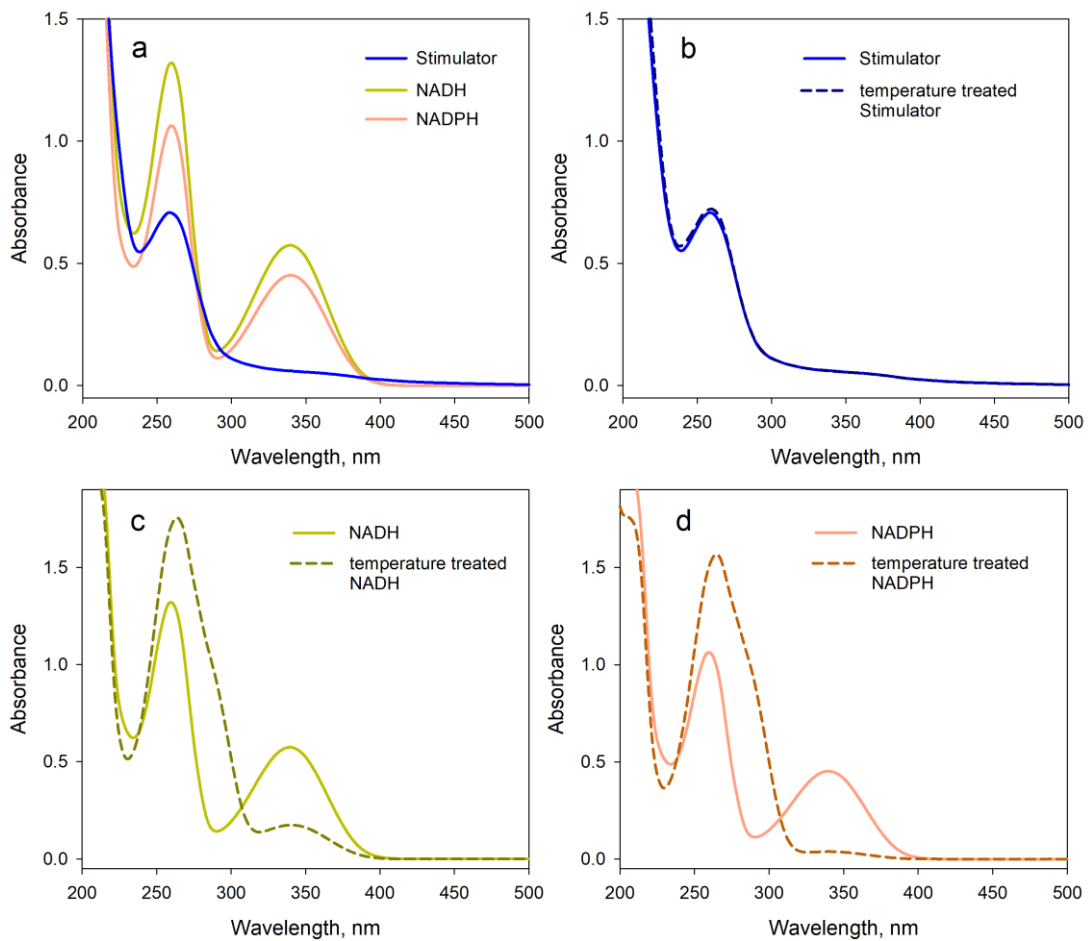 a
Stimulator
NADH
NADPH
1.5
1.0
0.5
0.0
Absorbance
200 250 300 350 400 450 500
Wavelength, nm
b
Stimulator
temperature treated
Stimulator
1.5
1.0
0.5
0.0
Absorbance
200 250 300 350 400 450 500
Wavelength, nm
c
NADH
temperature treated
NADH
1.5
1.0
0.5
0.0
Absorbance
200 250 300 350 400 450 500
Wavelength, nm
d
NADPH
temperature treated
NADPH
1.5
1.0
0.5
0.0
Absorbance
200 250 300 350 400 450 500
Wavelength, nm